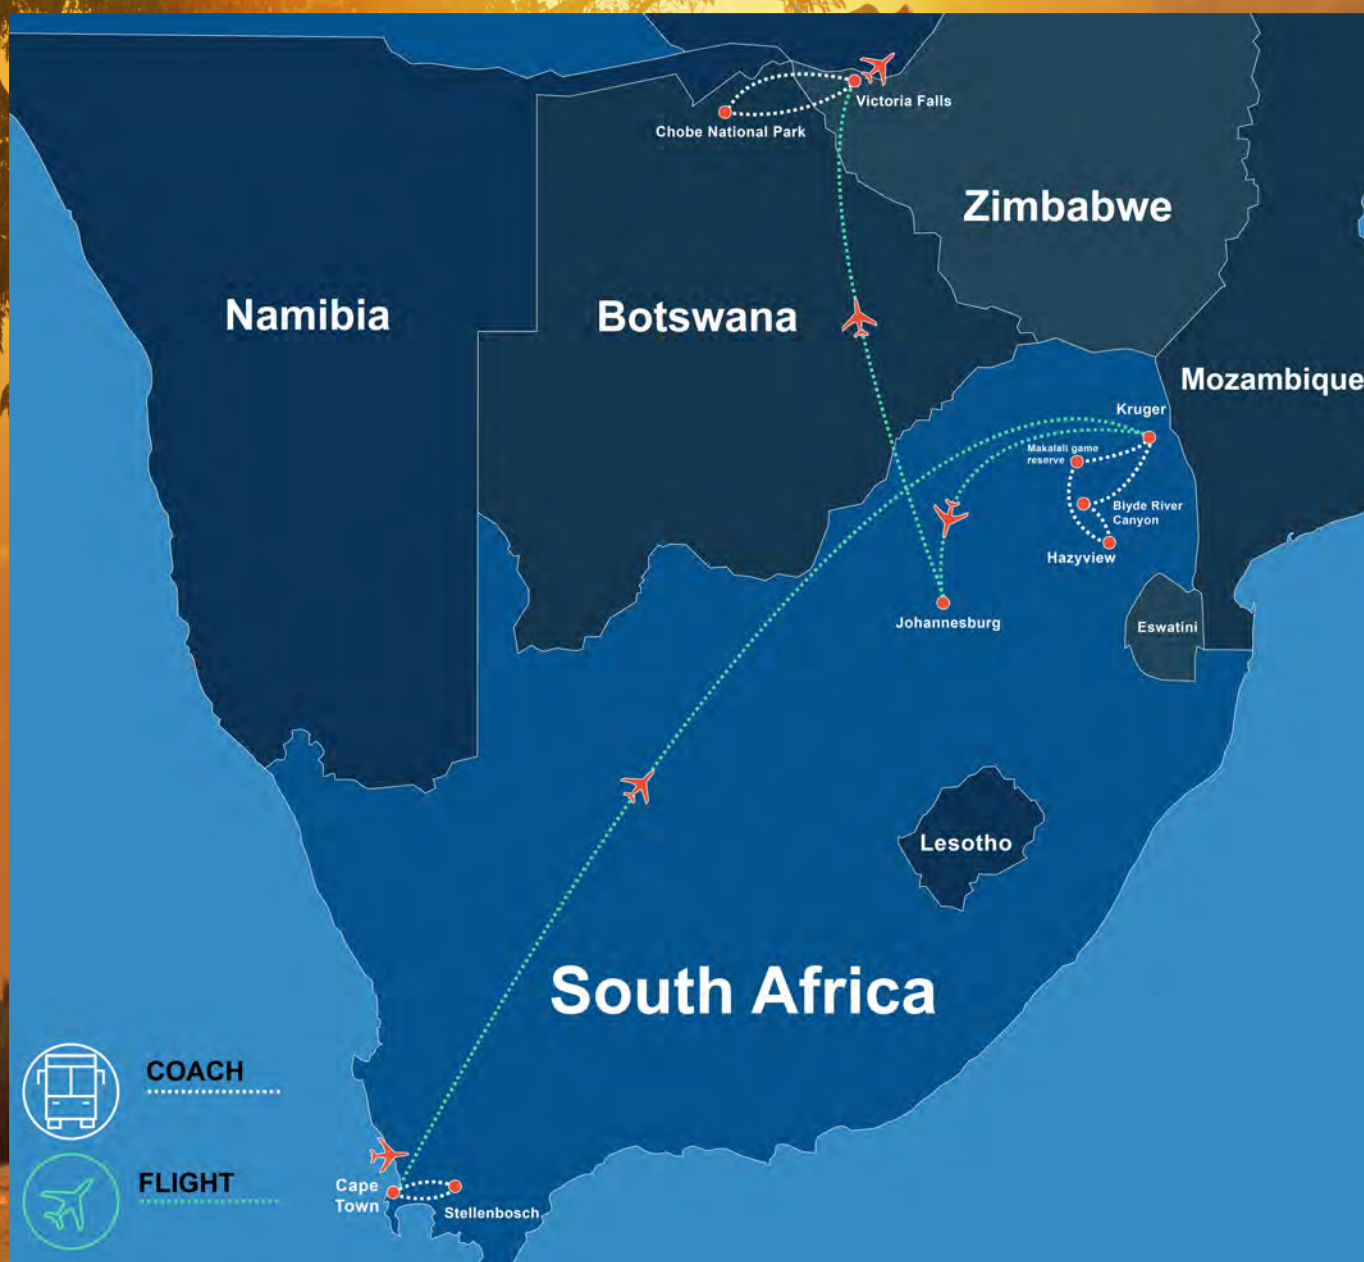 Victoria Falls
Chobe National Park
Zimbabwe
Namibia
Botswana
Mozambique
Kruger
Makalali game
reserve
Blyde River
Canyon
Hazyview
Johannesburg
Eswatini
Lesotho
South Africa
COACH
FLIGHT
Cape
Town
Stellenbosch